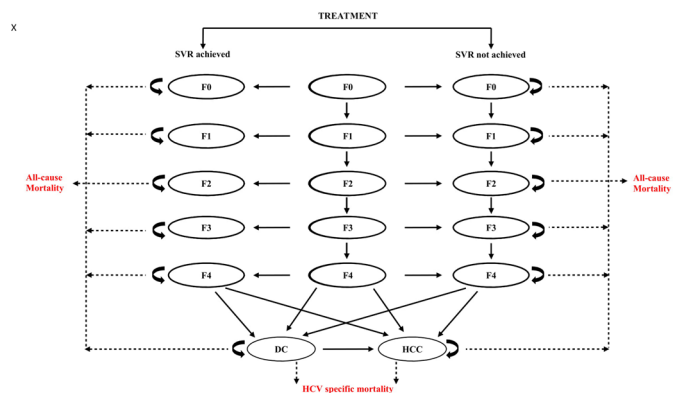 TREATMENT
X
SVR achieved
SVR not achieved
F0
F0
F0
F1
F1
F1
All-cause
Mortality
F2
F2
F2
All-cause
Mortality
F3
F3
F3
F4
F4
F4
DC
HCC
HCV specific mortality